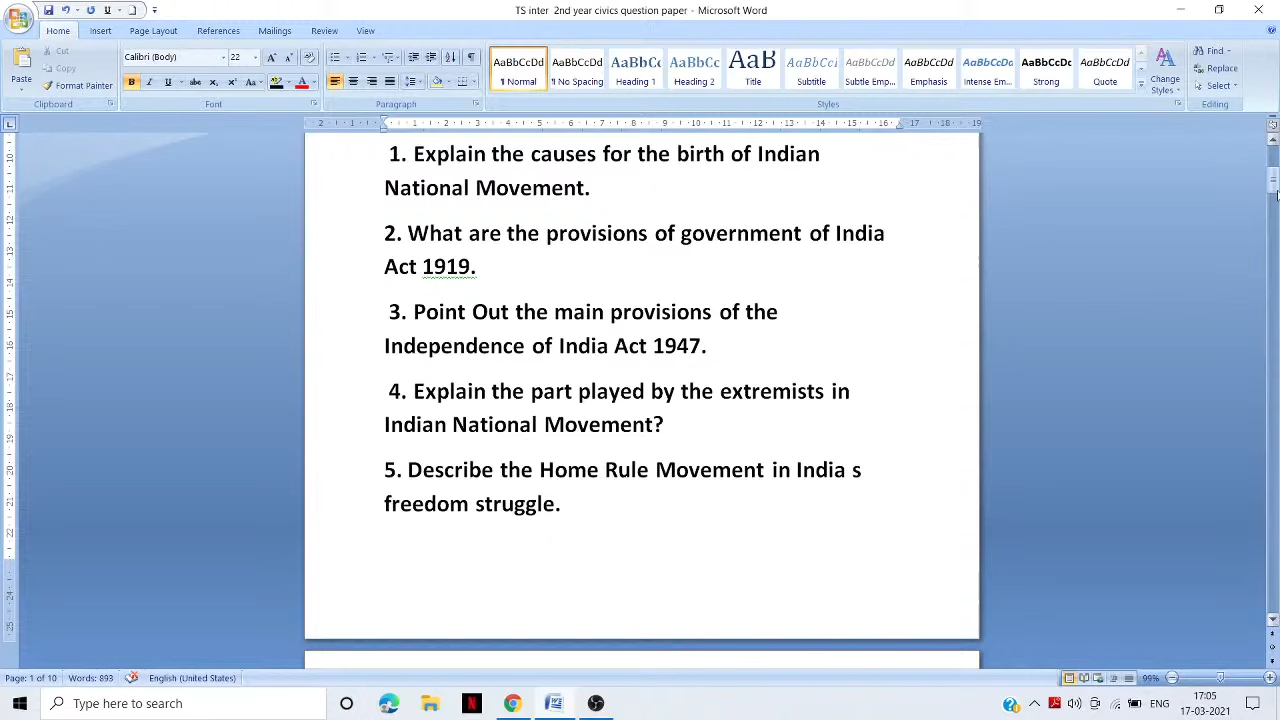 TS inter 2nd year civics question paper - Microsoft Word
Home Insert Page Layout References Mailings Review View
Paste
Cut
Copy
Format Painter
Clipboard
Calibri (Body) 22
Font
Paragraph
AaBbCcDd AaBbCcDd AaBbCc AaBbCc AaB AaBbCc( AaBbCcDd AaBbCcDd AaBbCcDd AaBbCcDc AaBbCcDd
¶ Normal ¶ No Spacing Heading 1 Heading 2 Title Subtitle Subtle Emp... Emphasis Intense E... Strong Quote
Change Styles
Styles
Find
Replace
Select
Editing
1. Explain the causes for the birth of Indian
National Movement.
2. What are the provisions of government of India
Act 1919.
3. Point Out the main provisions of the
Independence of India Act 1947.
4. Explain the part played by the extremists in
Indian National Movement?
5. Describe the Home Rule Movement in India s
freedom struggle.
Page: 1 of 10 Words: 893 English (United States) 99%
Type here to search
ENG
17:05
17-03-2021